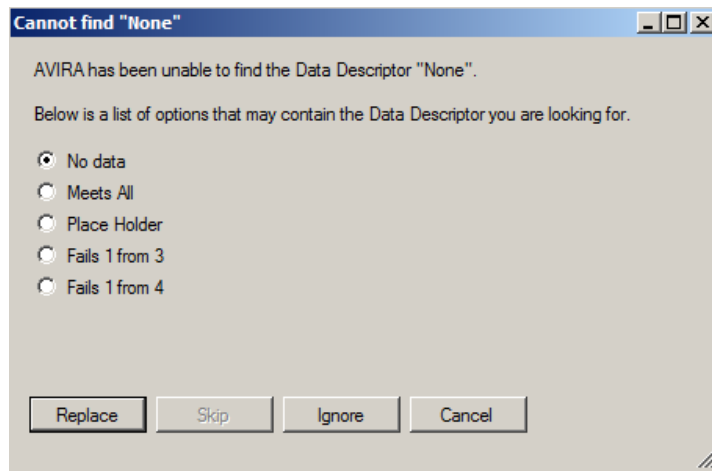 Cannot find "None"
AVIRA has been unable to find the Data Descriptor "None".
Below is a list of options that may contain the Data Descriptor you are looking for.
No data
Meets All
Place Holder
Fails 1 from 3
Fails 1 from 4
Replace Skip Ignore Cancel